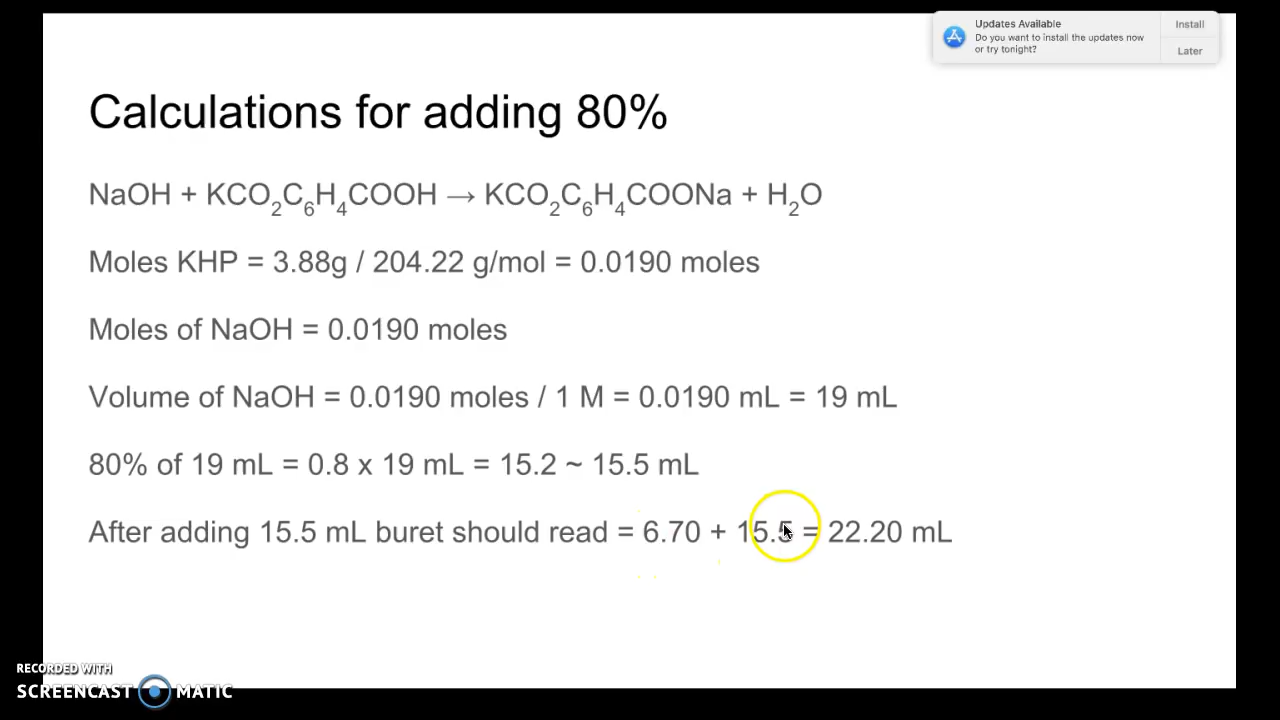 Updates Available
Install
Do you want to install the updates now
or try tonight?
Later
Calculations for adding 80%
NaOH + KCO₂C₆H₄COOH → KCO₂C₆H₄COONa + H₂O
Moles KHP = 3.88g / 204.22 g/mol = 0.0190 moles
Moles of NaOH = 0.0190 moles
Volume of NaOH = 0.0190 moles / 1 M = 0.0190 mL = 19 mL
80% of 19 mL = 0.8 x 19 mL = 15.2 ~ 15.5 mL
After adding 15.5 mL buret should read = 6.70 + 15.5 = 22.20 mL
RECORDED WITH
SCREENCAST MATIC